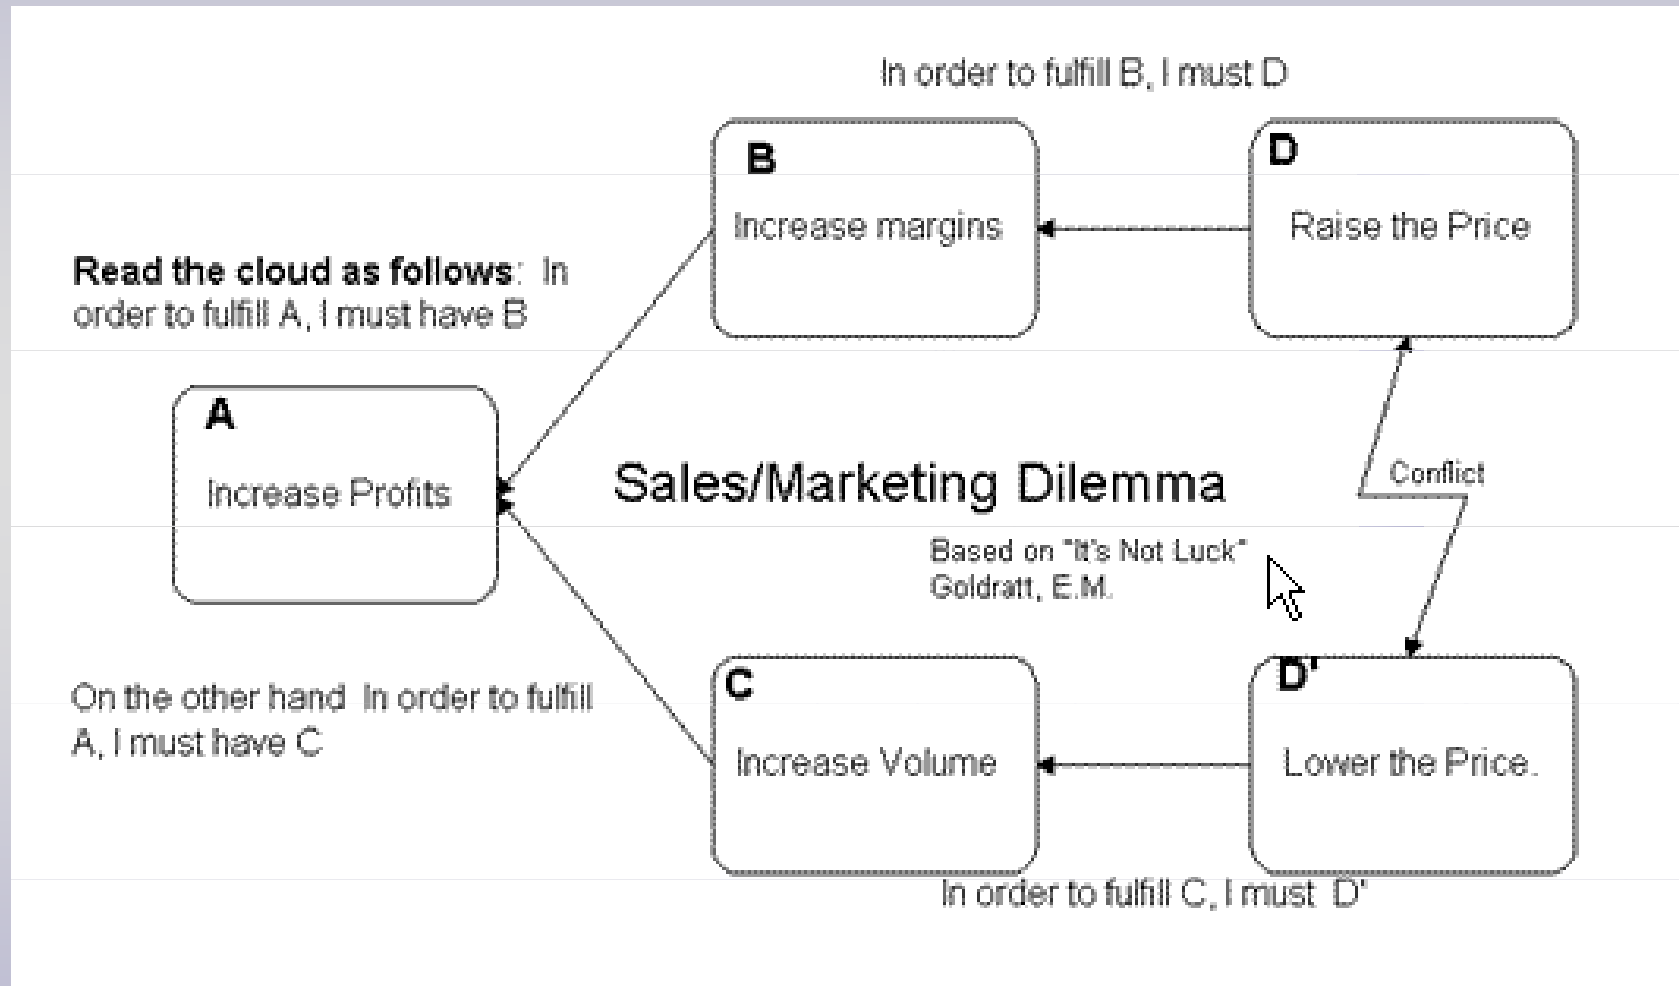 In order to fulfill B, I must D
B
Increase margins
D
Raise the Price
Read the cloud as follows: In
order to fulfill A, I must have B
A
Increase Profits
Sales/Marketing Dilemma
Conflict
Based on "It's Not Luck"
Goldratt, E.M.
On the other hand In order to fulfill
A, I must have C
C
Increase Volume
D'
Lower the Price.
In order to fulfill C, I must D'